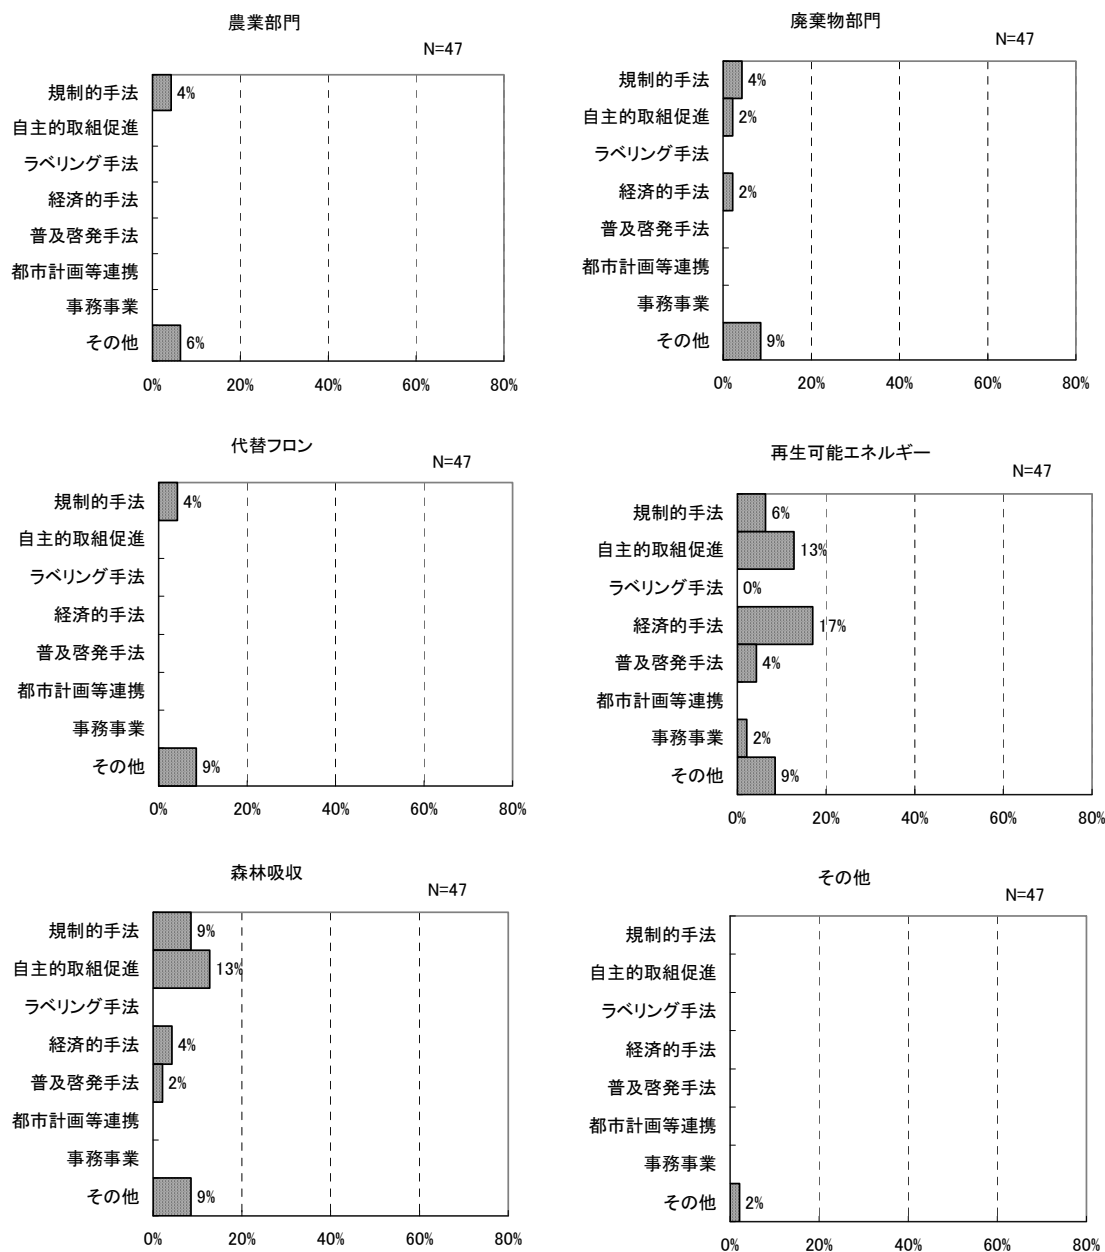 農業部門
N=47
規制的手法 4%
自主的取組促進
ラベリング手法
経済的手法
普及啓発手法
都市計画等連携
事務事業
その他 6%
0% 20% 40% 60% 80%
廃棄物部門
N=47
規制的手法 4%
自主的取組促進 2%
ラベリング手法
経済的手法 2%
普及啓発手法
都市計画等連携
事務事業
その他 9%
0% 20% 40% 60% 80%
代替フロン
N=47
規制的手法 4%
自主的取組促進
ラベリング手法
経済的手法
普及啓発手法
都市計画等連携
事務事業
その他 9%
0% 20% 40% 60% 80%
再生可能エネルギー
N=47
規制的手法 6%
自主的取組促進 13%
ラベリング手法 0%
経済的手法 17%
普及啓発手法 4%
都市計画等連携
事務事業 2%
その他 9%
0% 20% 40% 60% 80%
森林吸収
N=47
規制的手法 9%
自主的取組促進 13%
ラベリング手法
経済的手法 4%
普及啓発手法 2%
都市計画等連携
事務事業
その他 9%
0% 20% 40% 60% 80%
その他
N=47
規制的手法
自主的取組促進
ラベリング手法
経済的手法
普及啓発手法
都市計画等連携
事務事業
その他 2%
0% 20% 40% 60% 80%